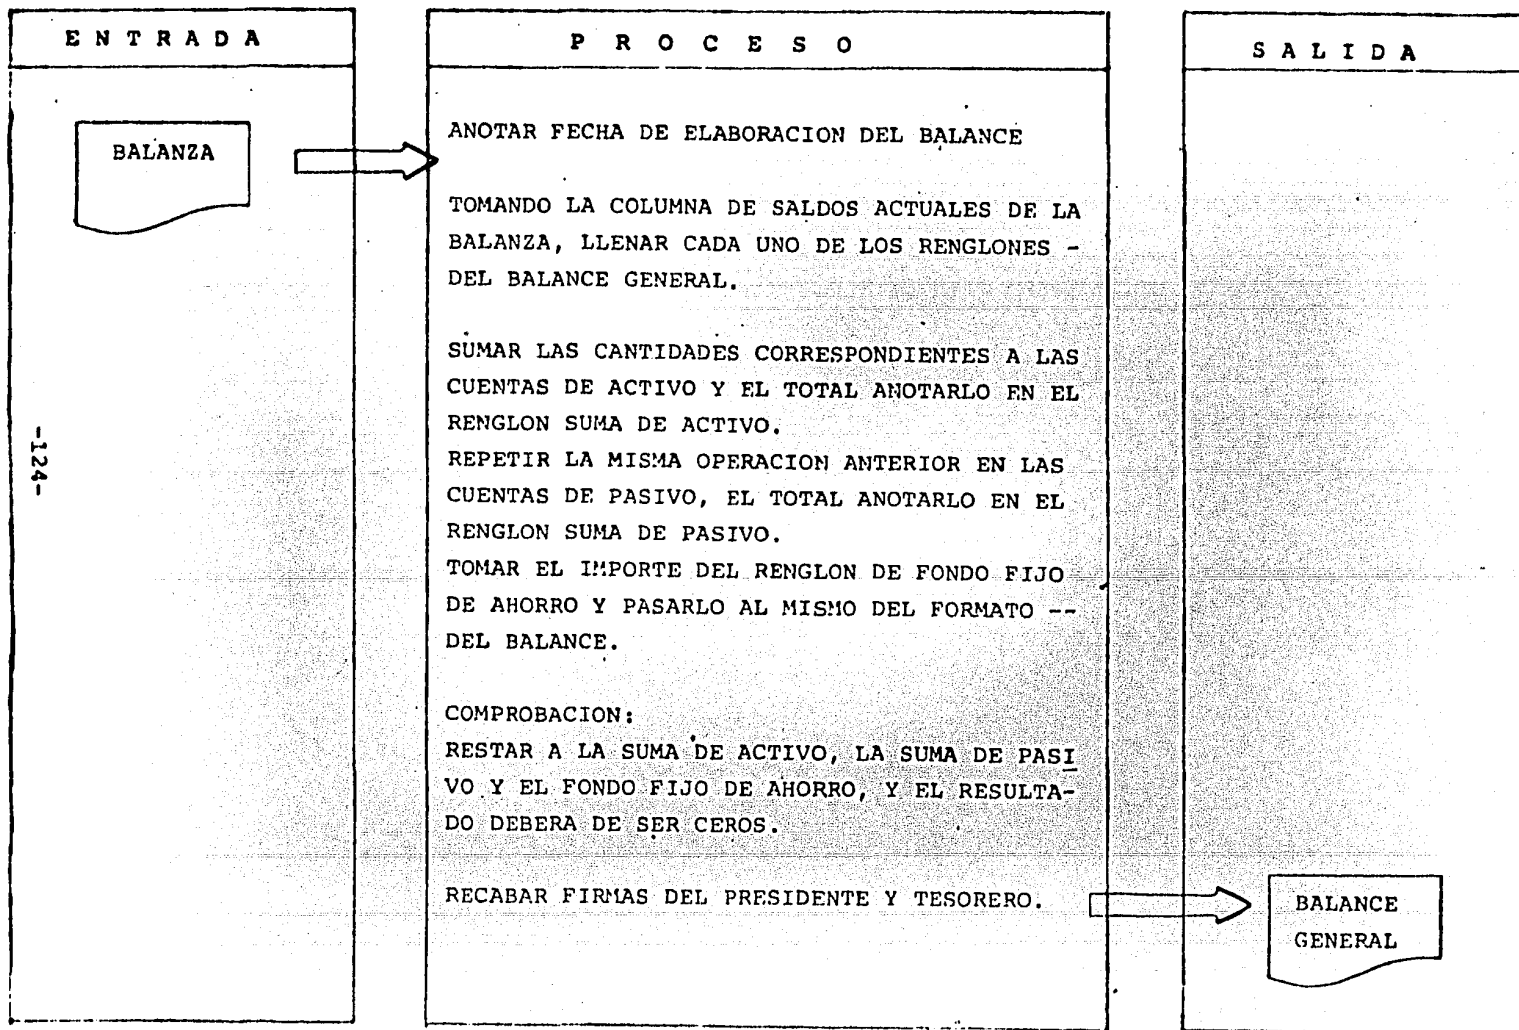 E N T R A D A
BALANZA
-124-
P R O C E S O
ANOTAR FECHA DE ELABORACION DEL BALANCE
TOMANDO LA COLUMNA DE SALDOS ACTUALES DE LA
BALANZA, LLENAR CADA UNO DE LOS RENGLONES -
DEL BALANCE GENERAL.
SUMAR LAS CANTIDADES CORRESPONDIENTES A LAS
CUENTAS DE ACTIVO Y EL TOTAL ANOTARLO EN EL
RENGLON SUMA DE ACTIVO.
REPETIR LA MISMA OPERACION ANTERIOR EN LAS
CUENTAS DE PASIVO, EL TOTAL ANOTARLO EN EL
RENGLON SUMA DE PASIVO.
TOMAR EL IMPORTE DEL RENGLON DE FONDO FIJO
DE AHORRO Y PASARLO AL MISMO DEL FORMATO --
DEL BALANCE.
COMPROBACION:
RESTAR A LA SUMA DE ACTIVO, LA SUMA DE PASI
VO Y EL FONDO FIJO DE AHORRO, Y EL RESULTA-
DO DEBERA DE SER CEROS.
RECABAR FIRMAS DEL PRESIDENTE Y TESORERO.
S A L I D A
BALANCE
GENERAL